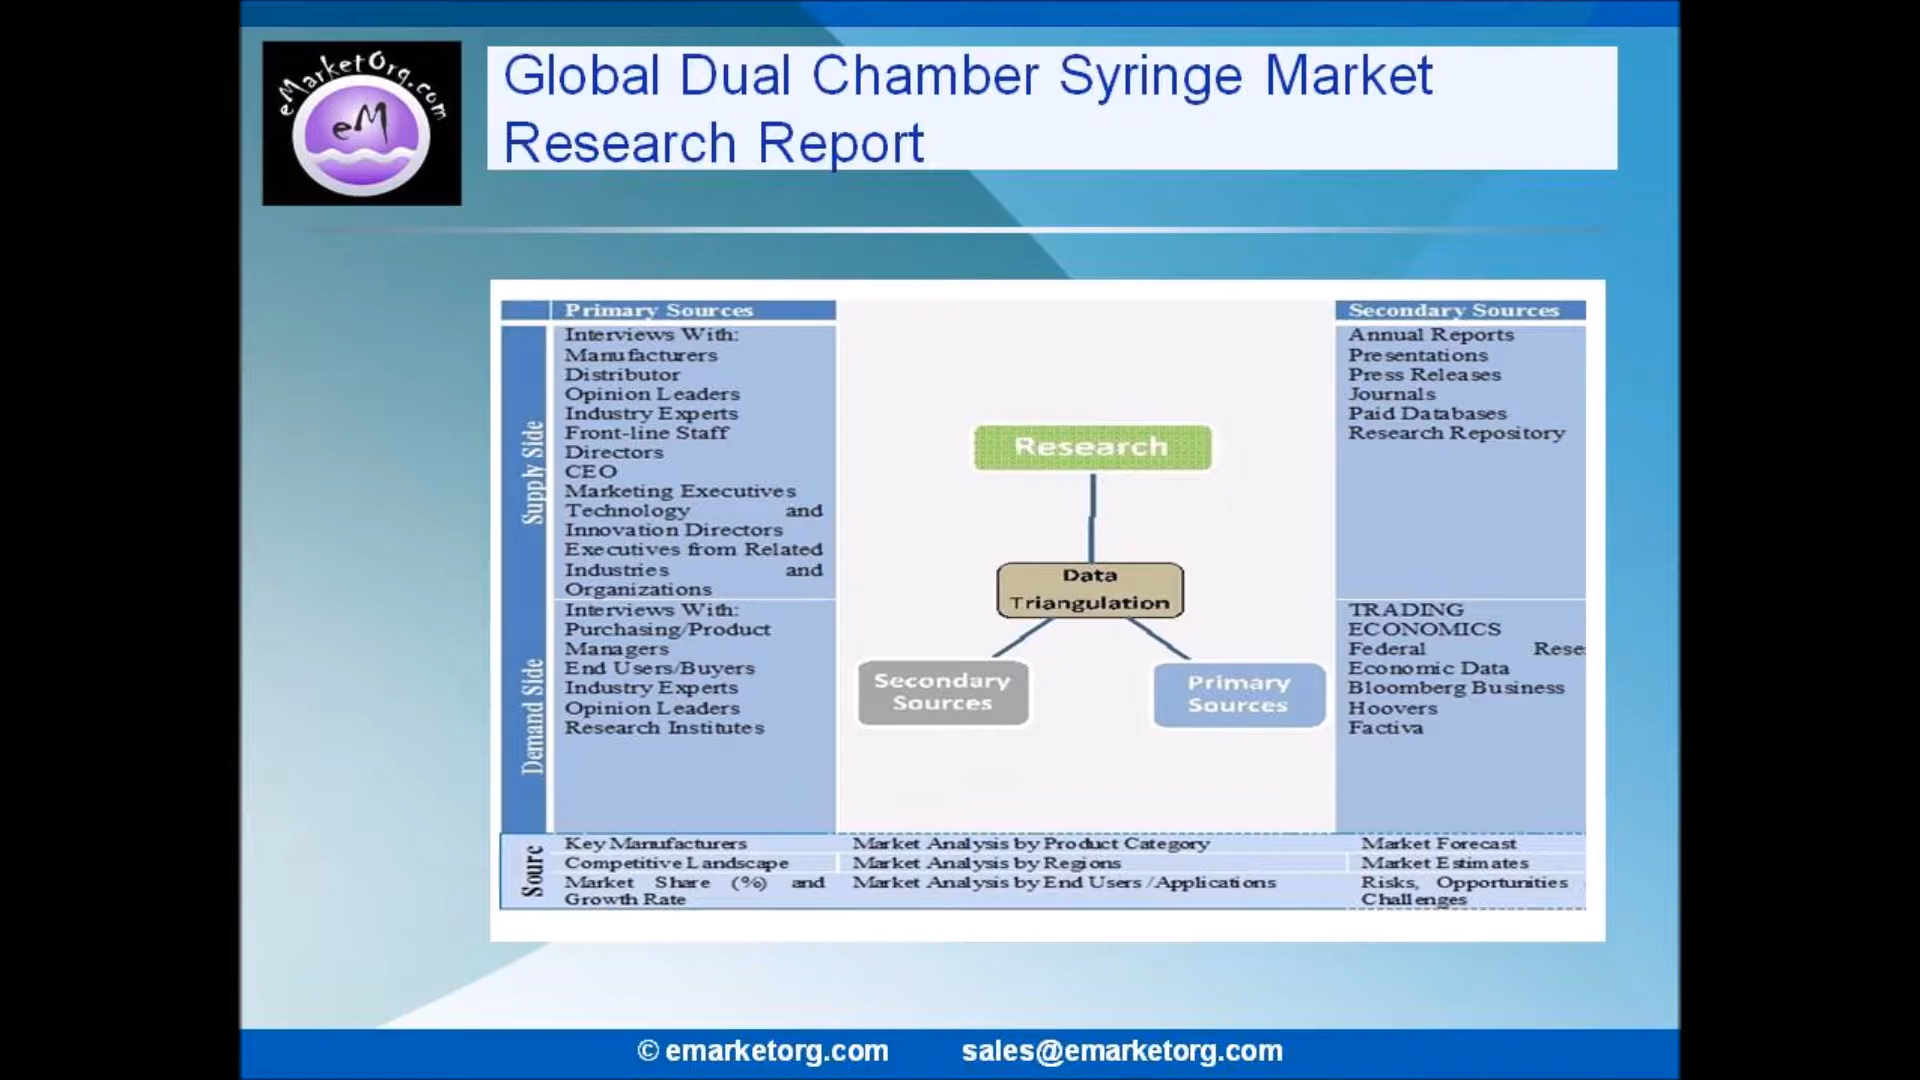 eMarketOrg.com
eM
Global Dual Chamber Syringe Market
Research Report
Primary Sources
Supply Side
Interviews With:
Manufacturers
Distributor
Opinion Leaders
Industry Experts
Front-line Staff
Directors
CEO
Marketing Executives
Technology and
Innovation Directors
Executives from Related
Industries and
Organizations
Demand Side
Interviews With:
Purchasing/Product
Managers
End Users/Buyers
Industry Experts
Opinion Leaders
Research Institutes
Research
Data
Triangulation
Secondary
Sources
Primary
Sources
Secondary Sources
Annual Reports
Presentations
Press Releases
Journals
Paid Databases
Research Repository
TRADING
ECONOMICS
Federal Rese
Economic Data
Bloomberg Business
Hoovers
Factiva
Sourc
Key Manufacturers
Competitive Landscape
Market Share (%) and
Growth Rate
Market Analysis by Product Category
Market Analysis by Regions
Market Analysis by End Users /Applications
Market Forecast
Market Estimates
Risks, Opportunities
Challenges
© emarketorg.com sales@emarketorg.com